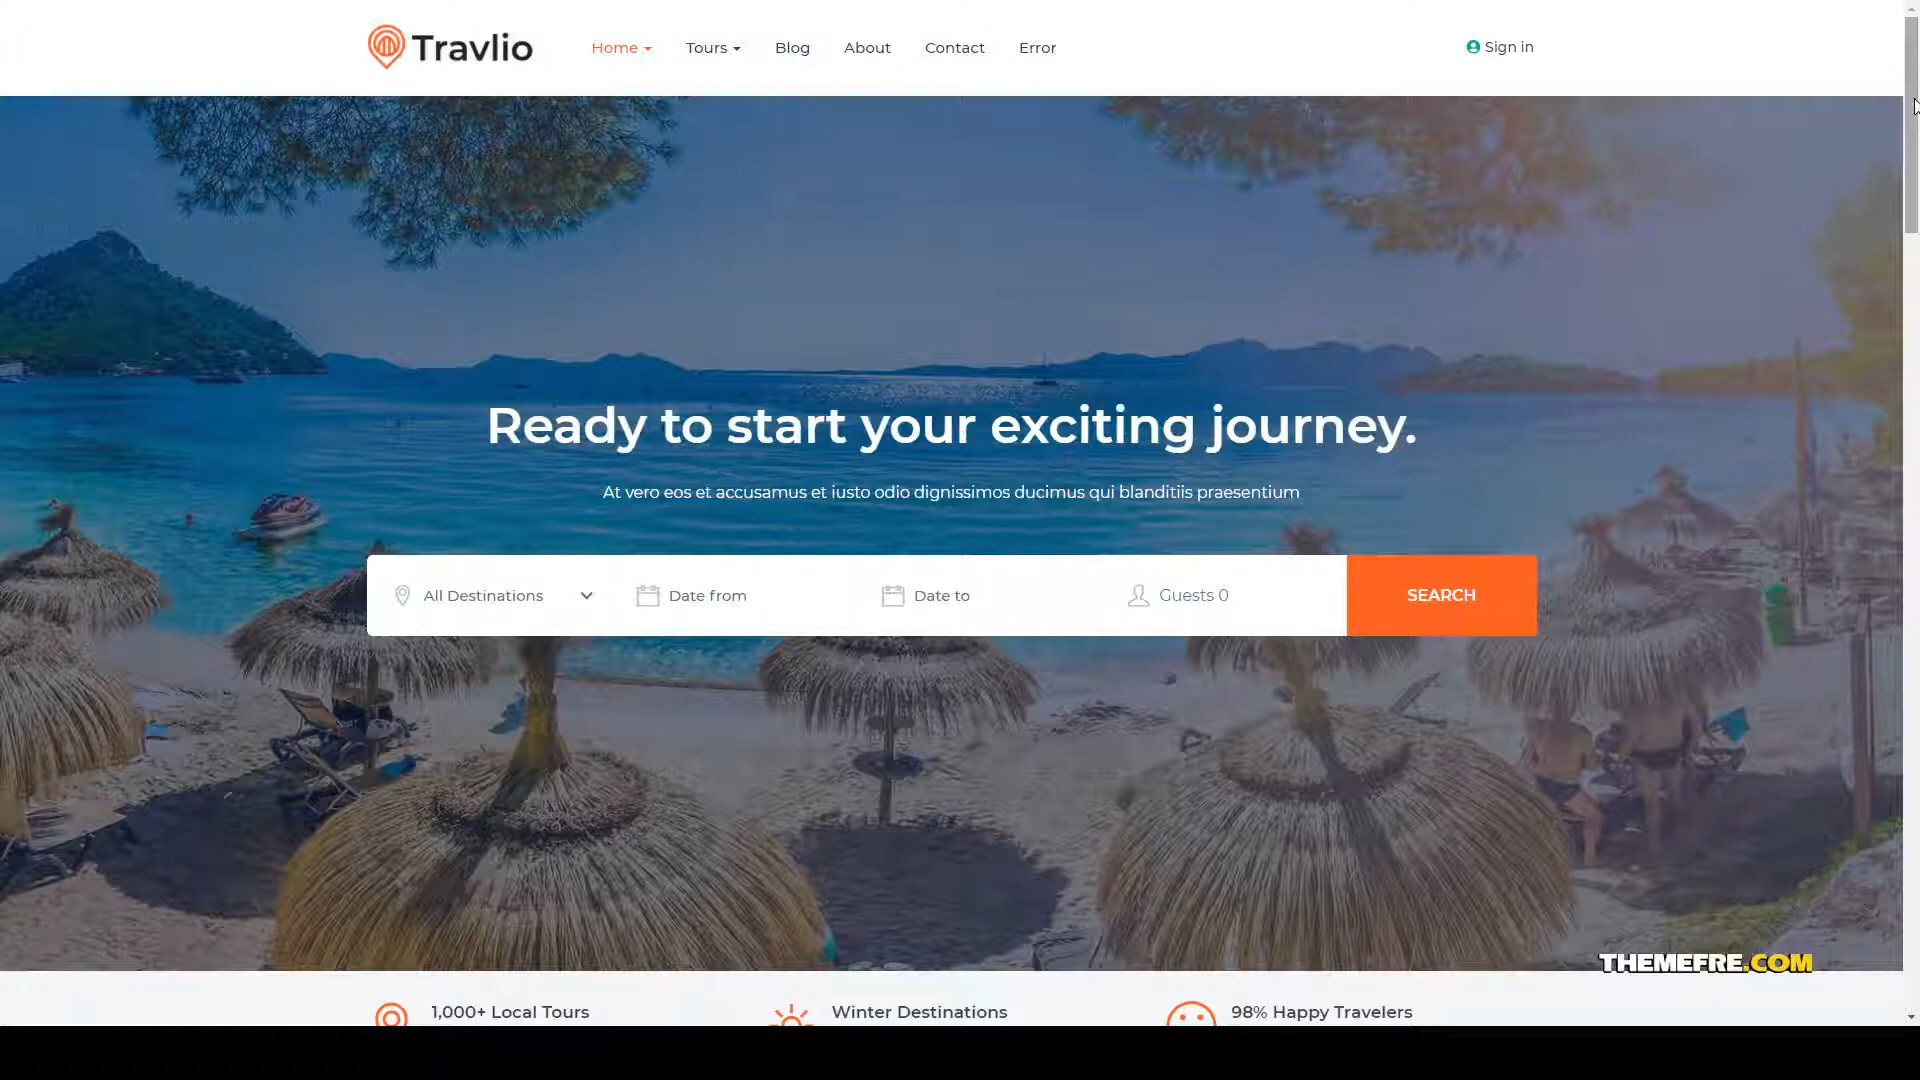 Travlio
Home
Tours
Blog
About
Contact
Error
Sign in
Ready to start your exciting journey.
At vero eos et accusamus et iusto odio dignissimos ducimus qui blanditiis praesentium
All Destinations
Date from
Date to
Guests 0
SEARCH
THEMEFRE.COM
1,000+ Local Tours
Winter Destinations
98% Happy Travelers